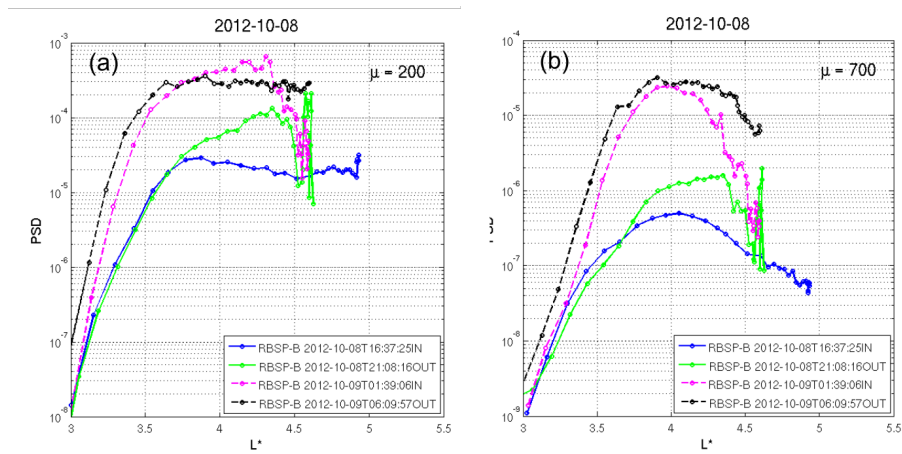 2012-10-08
(a)
μ = 200
10^-3
10^-4
10^-5
10^-6
10^-7
10^-8
PSD
3 3.5 4 4.5 5 5.5
L*
RBSP-B 2012-10-08T16:37:25IN
RBSP-B 2012-10-08T21:08:16OUT
RBSP-B 2012-10-09T01:39:06IN
RBSP-B 2012-10-09T06:09:57OUT
2012-10-08
(b)
μ = 700
10^-4
10^-5
10^-6
10^-7
10^-8
10^-9
PSD
3 3.5 4 4.5 5 5.5
L*
RBSP-B 2012-10-08T16:37:25IN
RBSP-B 2012-10-08T21:08:16OUT
RBSP-B 2012-10-09T01:39:06IN
RBSP-B 2012-10-09T06:09:57OUT